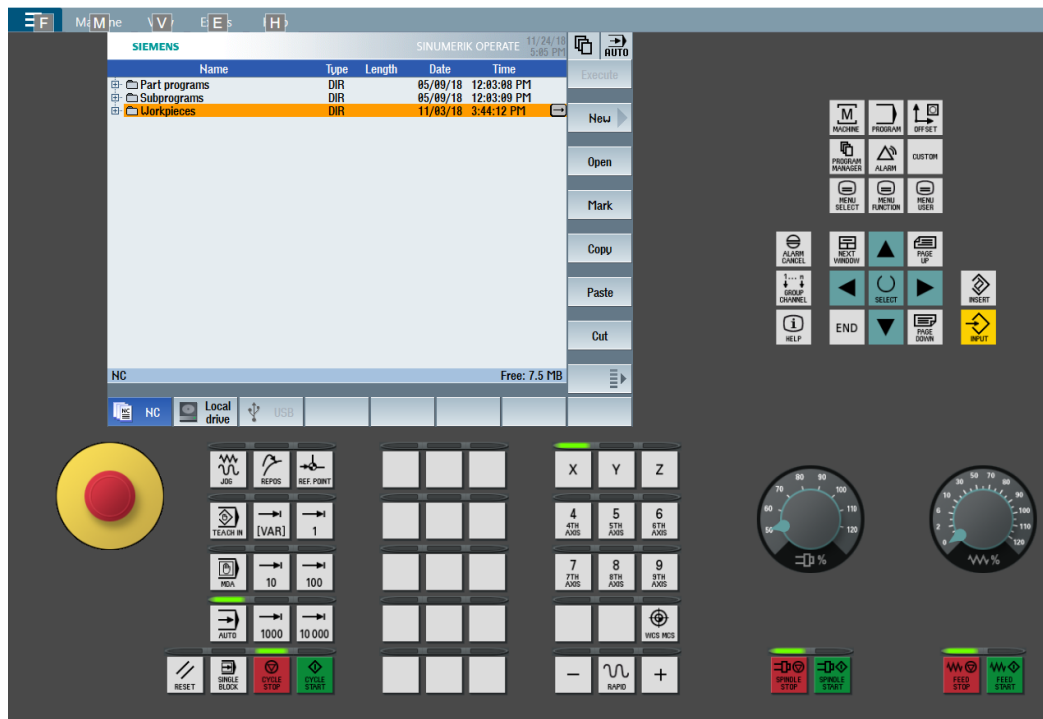 F M V E H
SIEMENS
SINUMERIK OPERATE
11/24/18
5:05 PM
AUTO
Name Type Length Date Time
Part programs DIR 05/09/18 12:03:08 PM
Subprograms DIR 05/09/18 12:03:09 PM
Workpieces DIR 11/03/18 3:44:12 PM
Execute
New
Open
Mark
Copy
Paste
Cut
NC Free: 7.5 MB
NC
Local
drive
USB
M
MACHINE PROGRAM OFFSET
PROGRAM
MANAGER
ALARM
CUSTOM
MENU
SELECT
MENU
FUNCTION
MENU
USER
ALARM
CANCEL
NEXT
WINDOW
PAGE
UP
1... n
GROUP
CHANNEL
SELECT
INSERT
HELP
END
PAGE
DOWN
INPUT
JOG REPOS REF. POINT
TEACH IN [VAR] 1
MDA 10 100
AUTO 1000 10 000
RESET
SINGLE
BLOCK
CYCLE
STOP
CYCLE
START
X Y Z
4
4TH
AXIS
5
5TH
AXIS
6
6TH
AXIS
7
7TH
AXIS
8
8TH
AXIS
9
9TH
AXIS
WCS MCS
−
RAPID
+
50 60 70 80 90 100 110 120
%
0 2 6 10 30 50 70 90 110 120
%
SPINDLE
STOP
SPINDLE
START
FEED
STOP
FEED
START